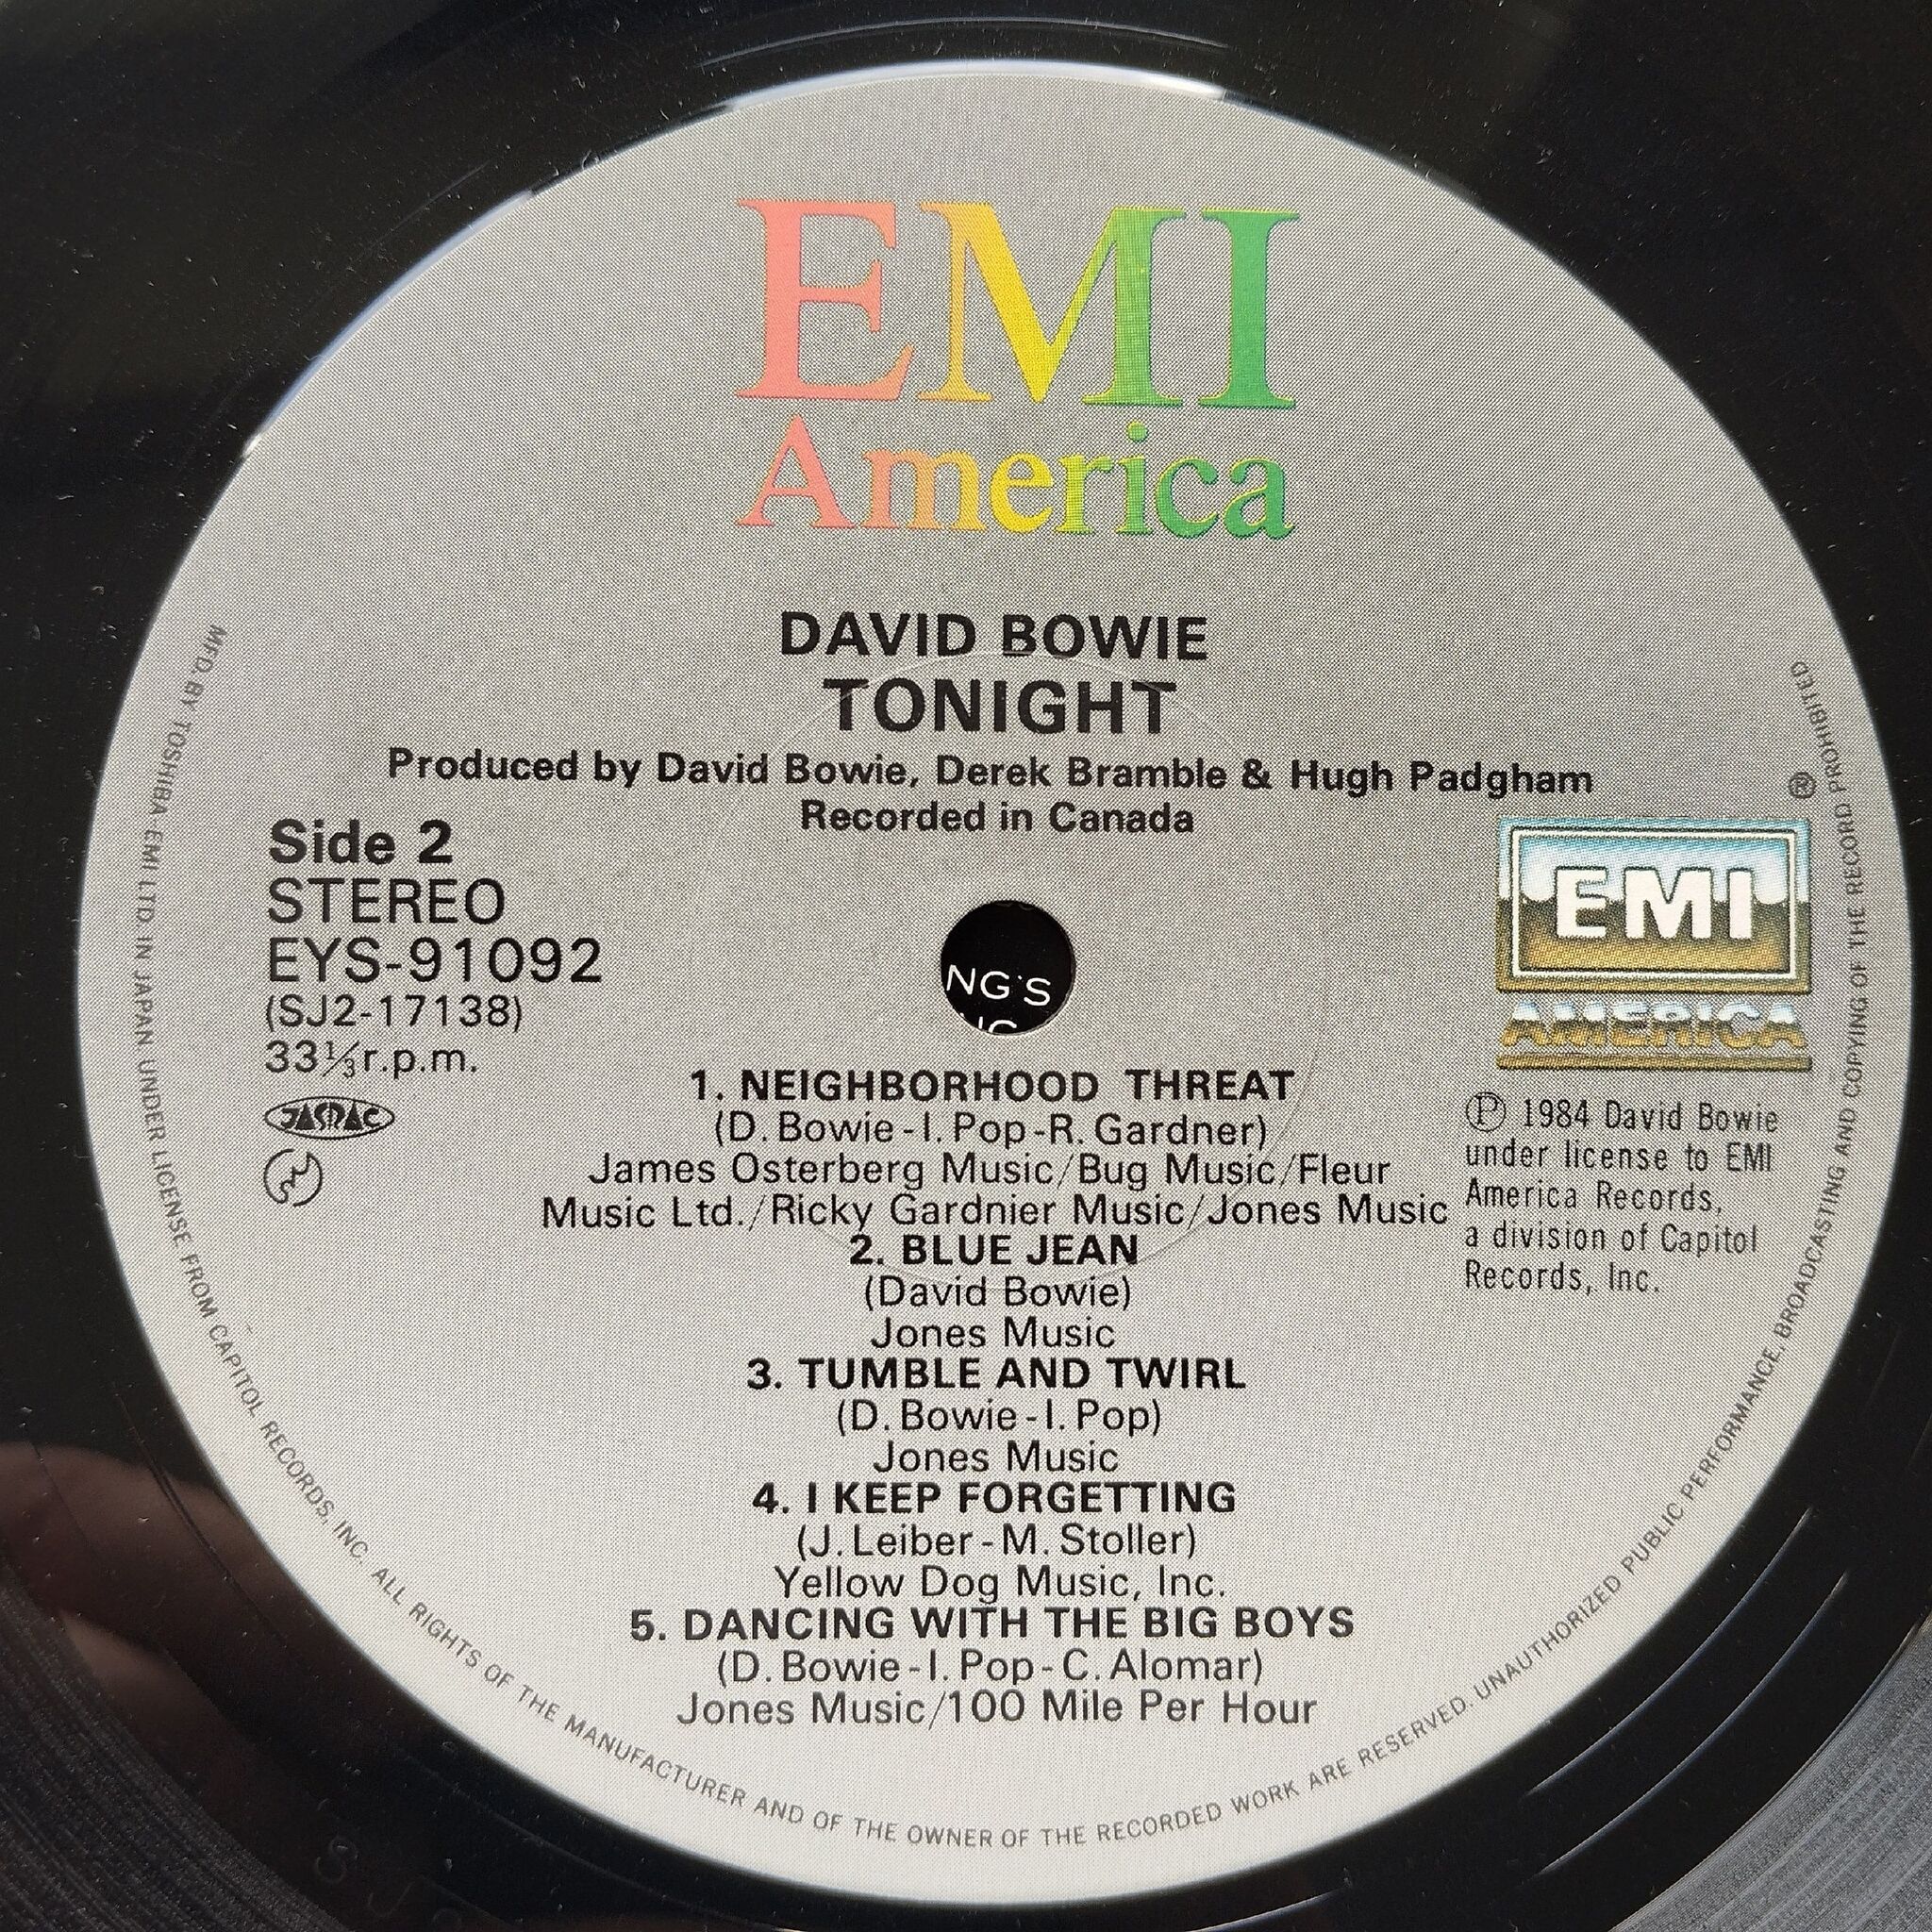 EMI
America
DAVID BOWIE
TONIGHT
Produced by David Bowie, Derek Bramble & Hugh Padgham
Recorded in Canada
Side 2
STEREO
EYS-91092
(SJ2-17138)
33⅓r.p.m.
JASRAC
NG'S
®
EMI
AMERICA
Ⓟ 1984 David Bowie
under license to EMI
America Records,
a division of Capitol
Records, Inc.
1. NEIGHBORHOOD THREAT
(D. Bowie-I. Pop-R. Gardner)
James Osterberg Music/Bug Music/Fleur
Music Ltd./Ricky Gardnier Music/Jones Music
2. BLUE JEAN
(David Bowie)
Jones Music
3. TUMBLE AND TWIRL
(D. Bowie-I. Pop)
Jones Music
4. I KEEP FORGETTING
(J. Leiber-M. Stoller)
Yellow Dog Music, Inc.
5. DANCING WITH THE BIG BOYS
(D. Bowie-I. Pop-C. Alomar)
Jones Music/100 Mile Per Hour
MFD. BY TOSHIBA EMI LTD. IN JAPAN UNDER LICENSE FROM CAPITOL RECORDS, INC. ALL RIGHTS OF THE MANUFACTURER AND OF THE OWNER OF THE RECORDED WORK ARE RESERVED. UNAUTHORIZED PUBLIC PERFORMANCE, BROADCASTING AND COPYING OF THE RECORD PROHIBITED
SJ